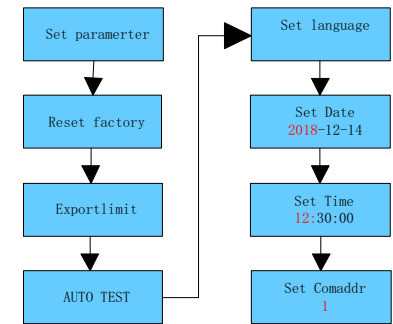 Set paramerter
Reset factory
Exportlimit
AUTO TEST
Set language
Set Date
2018-12-14
Set Time
12:30:00
Set Comaddr
1